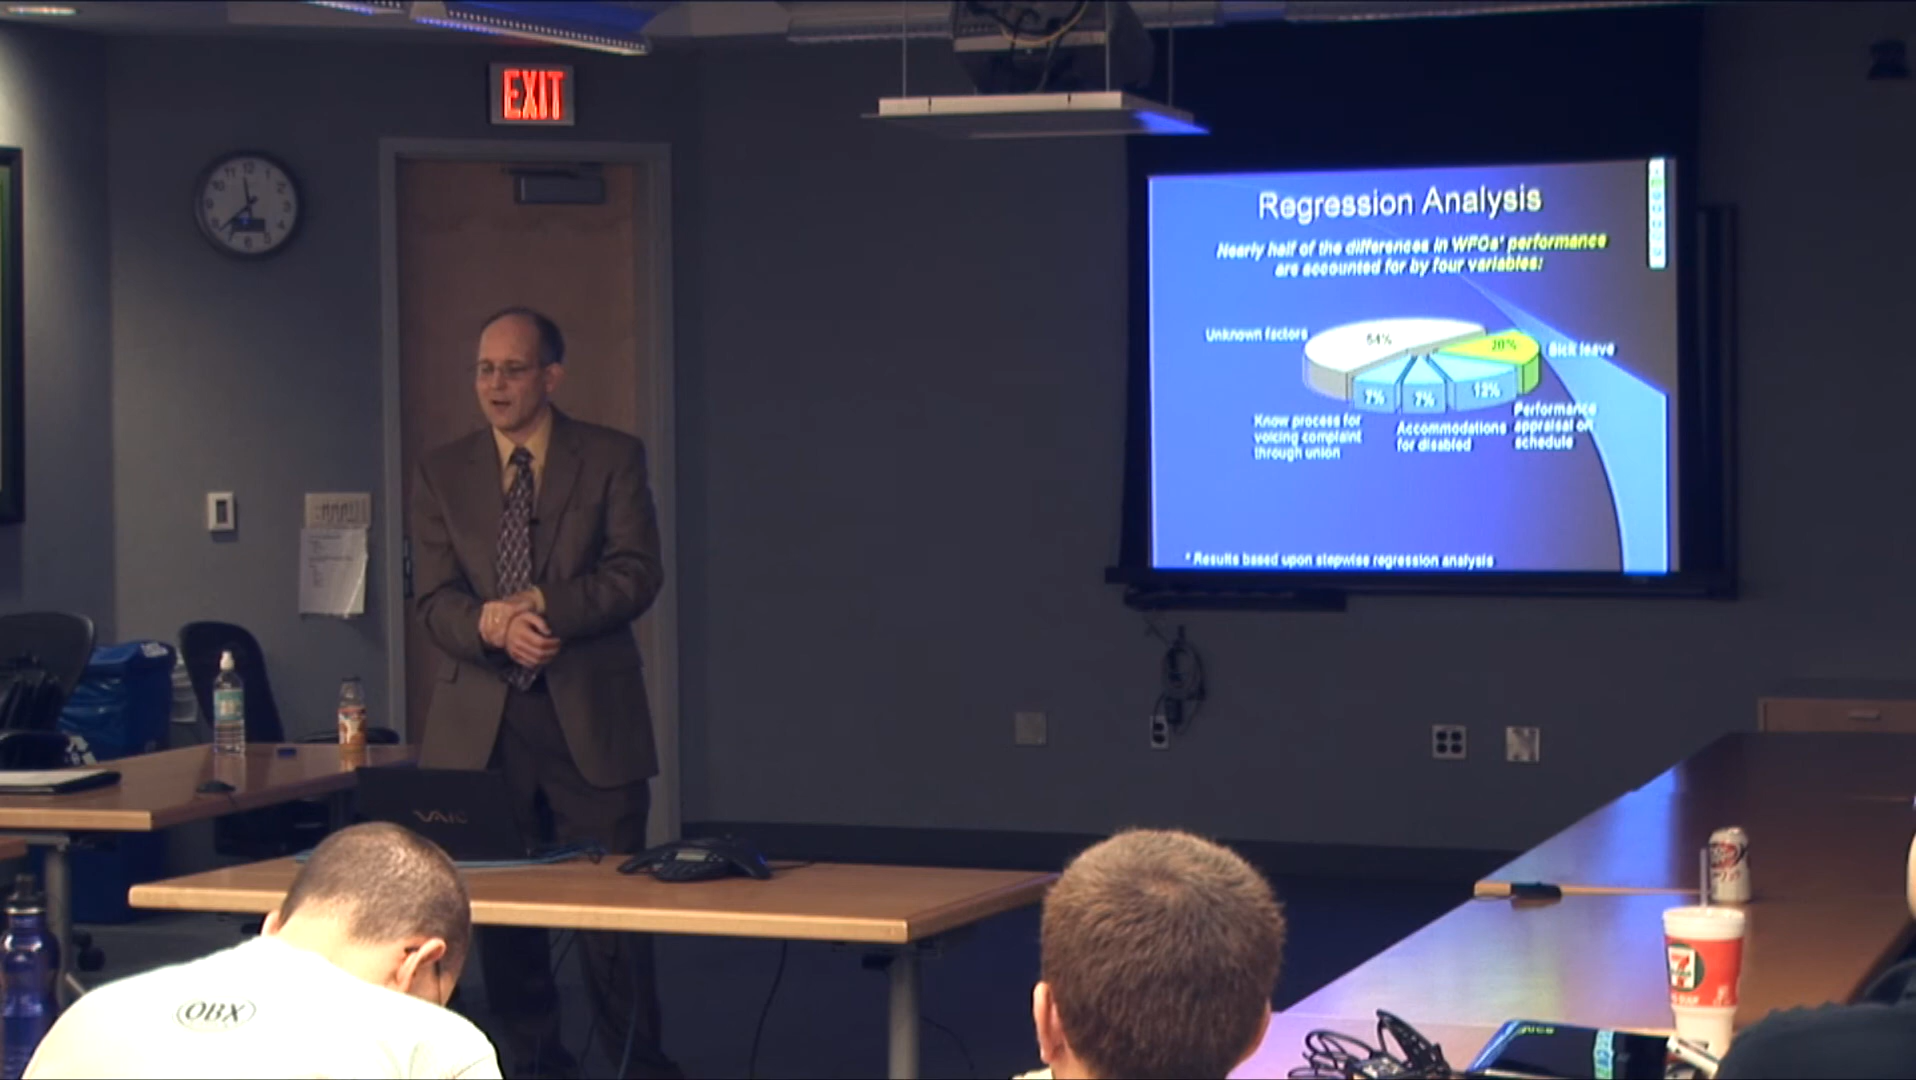 EXIT
Regression Analysis
Nearly half of the differences in WFOs' performance
are accounted for by four variables:
Unknown factors
54%
20%
Sick leave
7%
7%
12%
Know process for
voicing complaint
through union
Accommodations
for disabled
Performance
appraisal on
schedule
* Results based upon stepwise regression analysis
VAIO
OBX
7